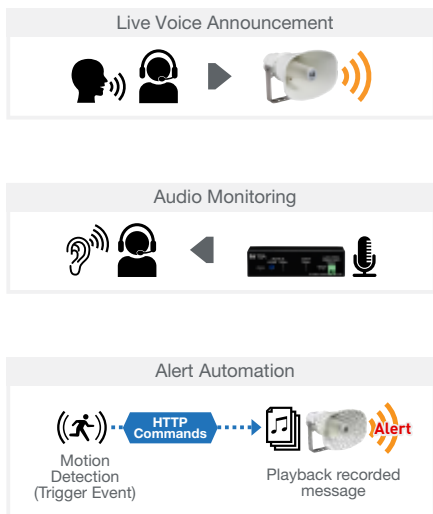 Live Voice Announcement
Audio Monitoring
Alert Automation
HTTP
Commands
Alert
Motion
Detection
(Trigger Event)
Playback recorded
message